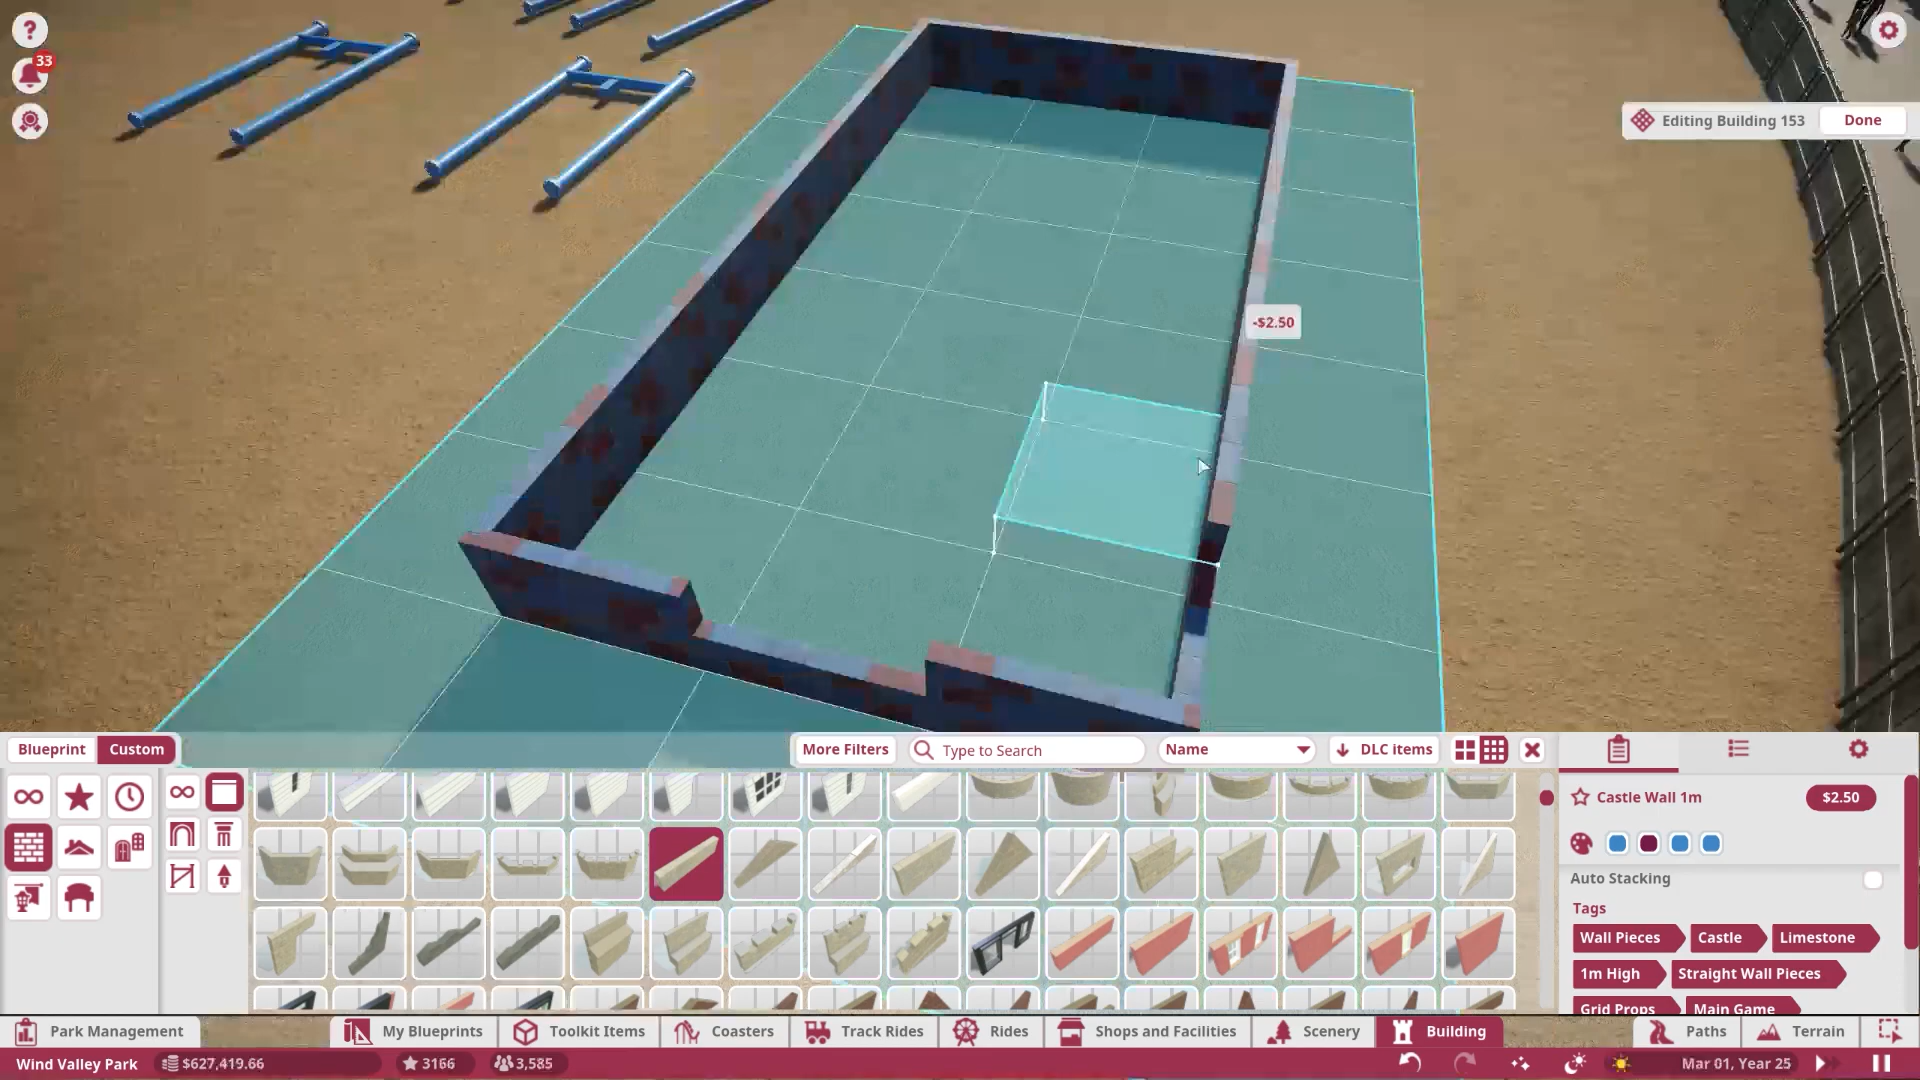 ?
33
Editing Building 153
Done
-$2.50
Blueprint
Custom
More Filters
Type to Search
Name
DLC items
Castle Wall 1m
$2.50
Auto Stacking
Tags
Wall Pieces
Castle
Limestone
1m High
Straight Wall Pieces
Grid Props
Main Game
Park Management
My Blueprints
Toolkit Items
Coasters
Track Rides
Rides
Shops and Facilities
Scenery
Building
Paths
Terrain
Wind Valley Park
$627,419.66
3166
3,585
Mar 01, Year 25